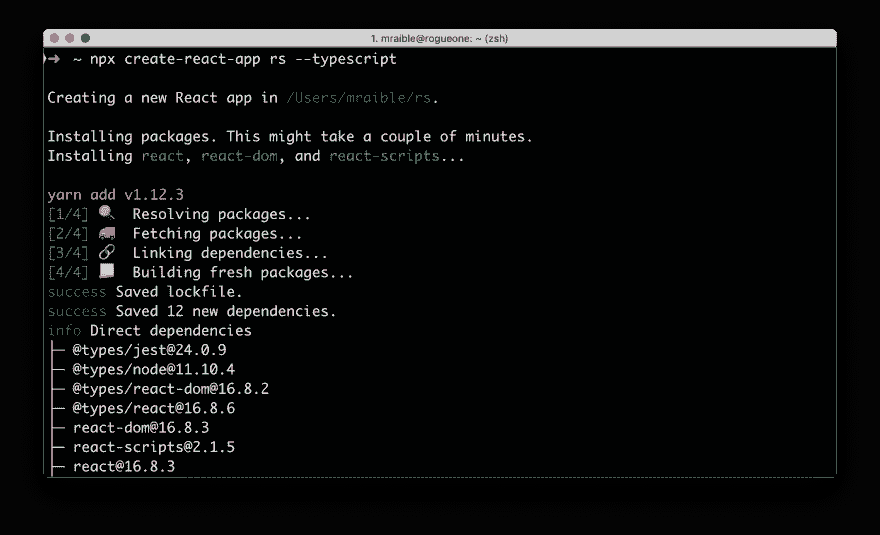 1. mraible@rogueone: ~ (zsh)
➜ ~ npx create-react-app rs --typescript
Creating a new React app in /Users/mraible/rs.
Installing packages. This might take a couple of minutes.
Installing react, react-dom, and react-scripts...
yarn add v1.12.3
[1/4] 🔍 Resolving packages...
[2/4] 🚚 Fetching packages...
[3/4] 🔗 Linking dependencies...
[4/4] 📃 Building fresh packages...
success Saved lockfile.
success Saved 12 new dependencies.
info Direct dependencies
├─ @types/jest@24.0.9
├─ @types/node@11.10.4
├─ @types/react-dom@16.8.2
├─ @types/react@16.8.6
├─ react-dom@16.8.3
├─ react-scripts@2.1.5
├─ react@16.8.3